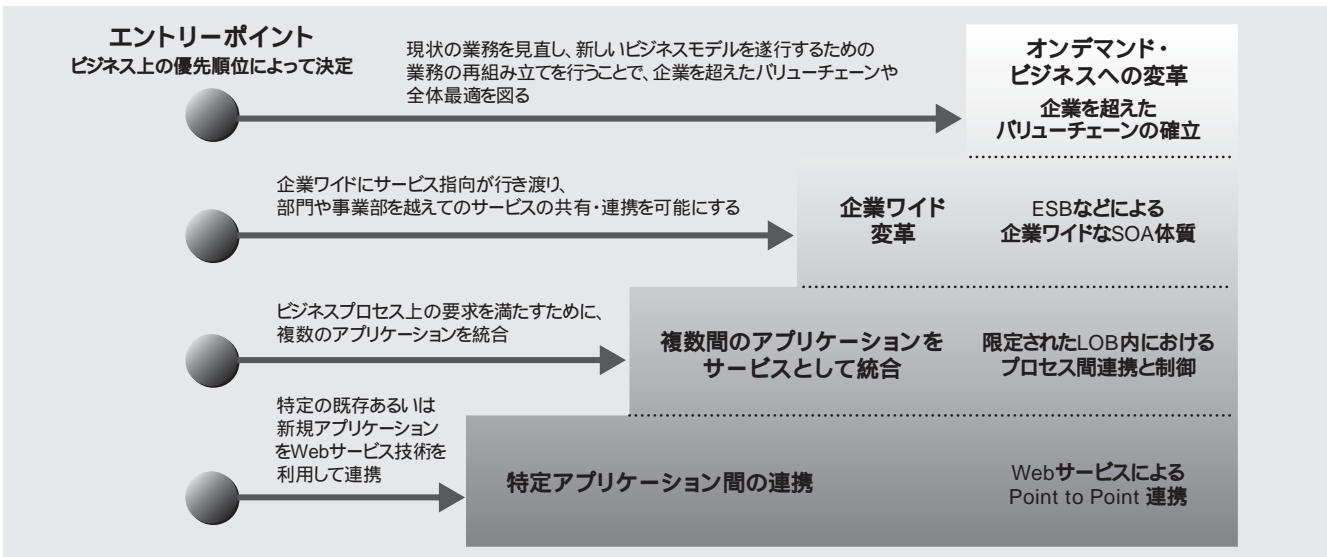 エントリーポイント
ビジネス上の優先順位によって決定
現状の業務を見直し、新しいビジネスモデルを遂行するための
業務の再組み立てを行うことで、企業を超えたバリューチェーンや
全体最適を図る
オンデマンド・
ビジネスへの変革
企業を超えた
バリューチェーンの確立
企業ワイドにサービス指向が行き渡り、
部門や事業部を越えてのサービスの共有・連携を可能にする
企業ワイド
変革
ESBなどによる
企業ワイドなSOA体質
ビジネスプロセス上の要求を満たすために、
複数のアプリケーションを統合
複数間のアプリケーションを
サービスとして統合
限定されたLOB内における
プロセス間連携と制御
特定の既存あるいは
新規アプリケーション
をWebサービス技術を
利用して連携
特定アプリケーション間の連携
Webサービスによる
Point to Point 連携